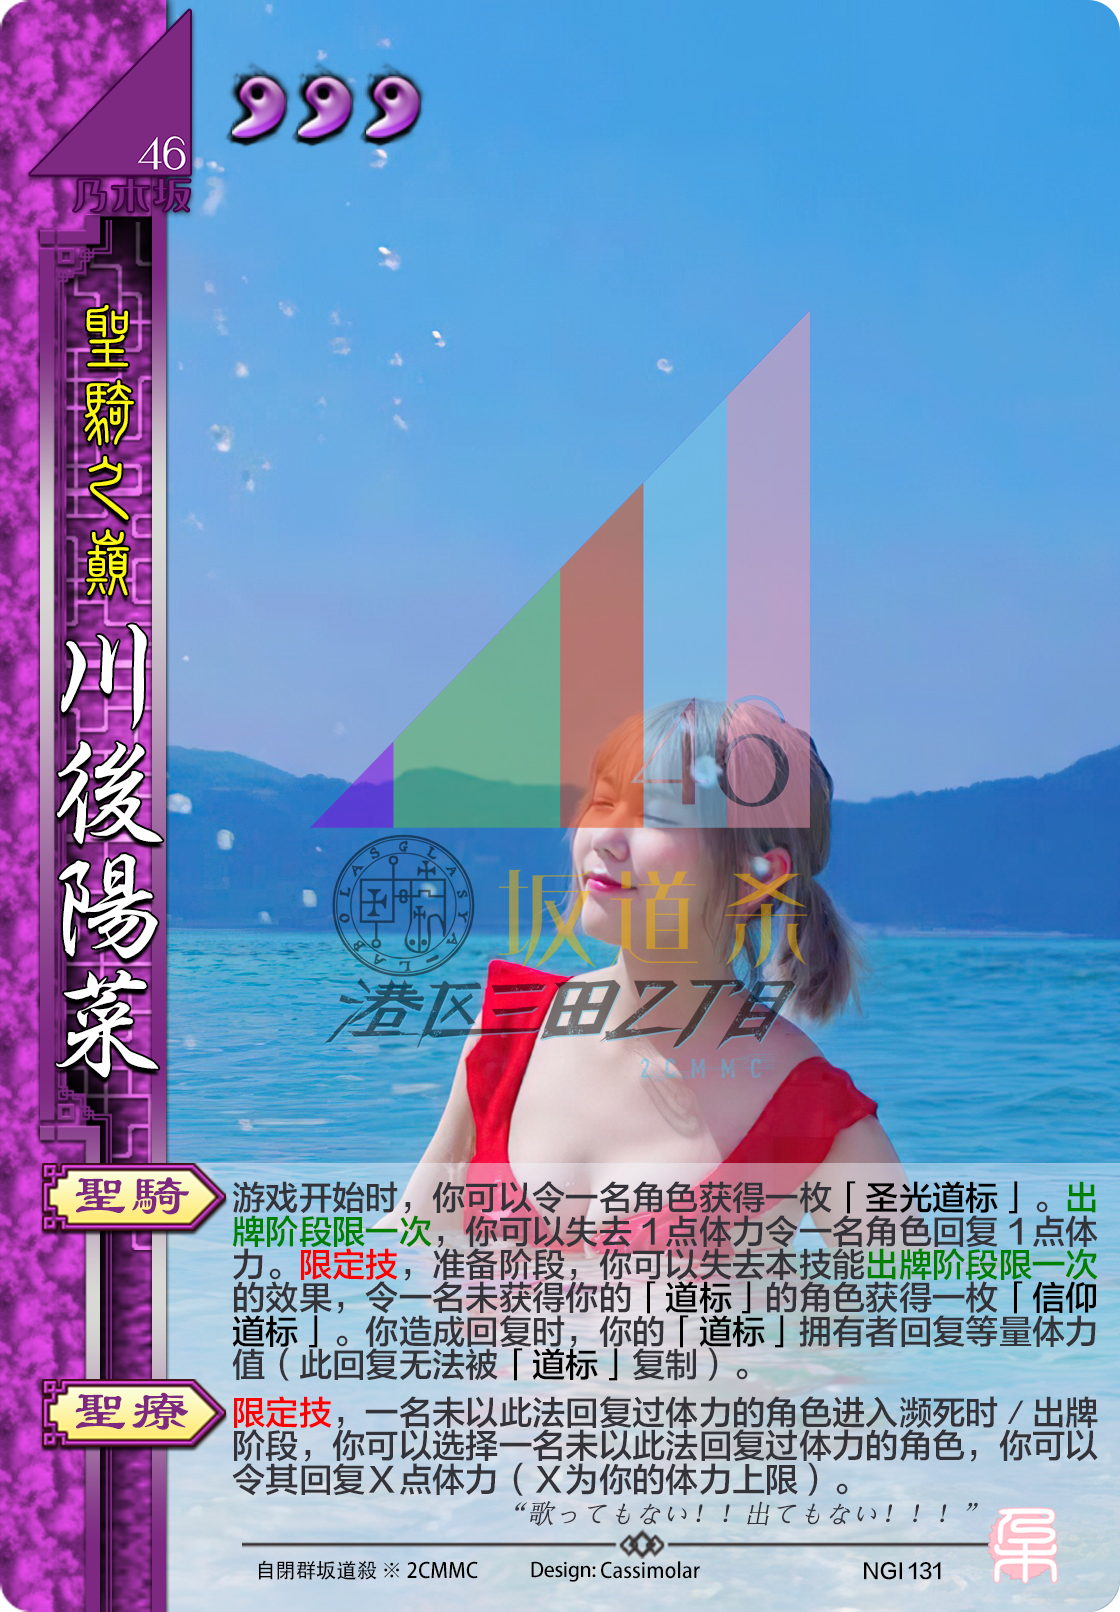 46
乃木坂
聖騎之巔
川後陽菜
46
GLASYA-LABOLAS
坂道杀
港区三田2丁目
2CMMC
聖騎
游戏开始时，你可以令一名角色获得一枚「圣光道标」。出
牌阶段限一次，你可以失去１点体力令一名角色回复１点体
力。限定技，准备阶段，你可以失去本技能出牌阶段限一次
的效果，令一名未获得你的「道标」的角色获得一枚「信仰
道标」。你造成回复时，你的「道标」拥有者回复等量体力
值（此回复无法被「道标」复制）。
聖療
限定技，一名未以此法回复过体力的角色进入濒死时／出牌
阶段，你可以选择一名未以此法回复过体力的角色，你可以
令其回复Ｘ点体力（Ｘ为你的体力上限）。
“歌ってもない！！出てもない！！！”
自閉群坂道殺 ※ 2CMMC
Design: Cassimolar
NGI 131